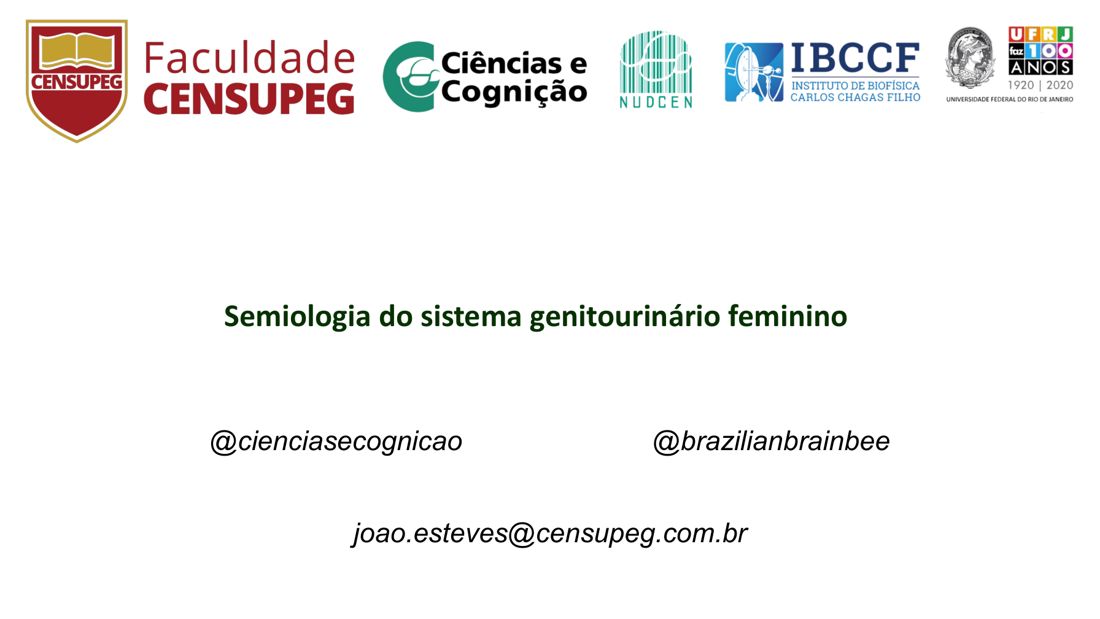 CENSUPEG
Faculdade
CENSUPEG
Ciências e
Cognição
NUDCEN
IBCCF
INSTITUTO DE BIOFÍSICA
CARLOS CHAGAS FILHO
UFRJ
faz 100
ANOS
1920 | 2020
UNIVERSIDADE FEDERAL DO RIO DE JANEIRO
Semiologia do sistema genitourinário feminino
@cienciasecognicao @brazilianbrainbee
joao.esteves@censupeg.com.br